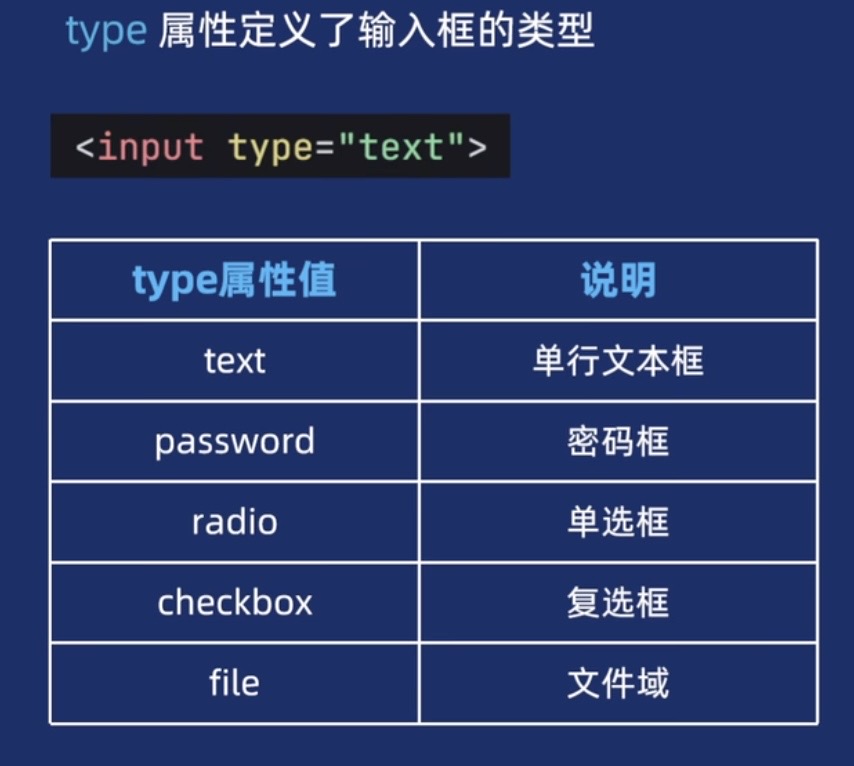 type 属性定义了输入框的类型
<input type="text">
type属性值 说明
text 单行文本框
password 密码框
radio 单选框
checkbox 复选框
file 文件域